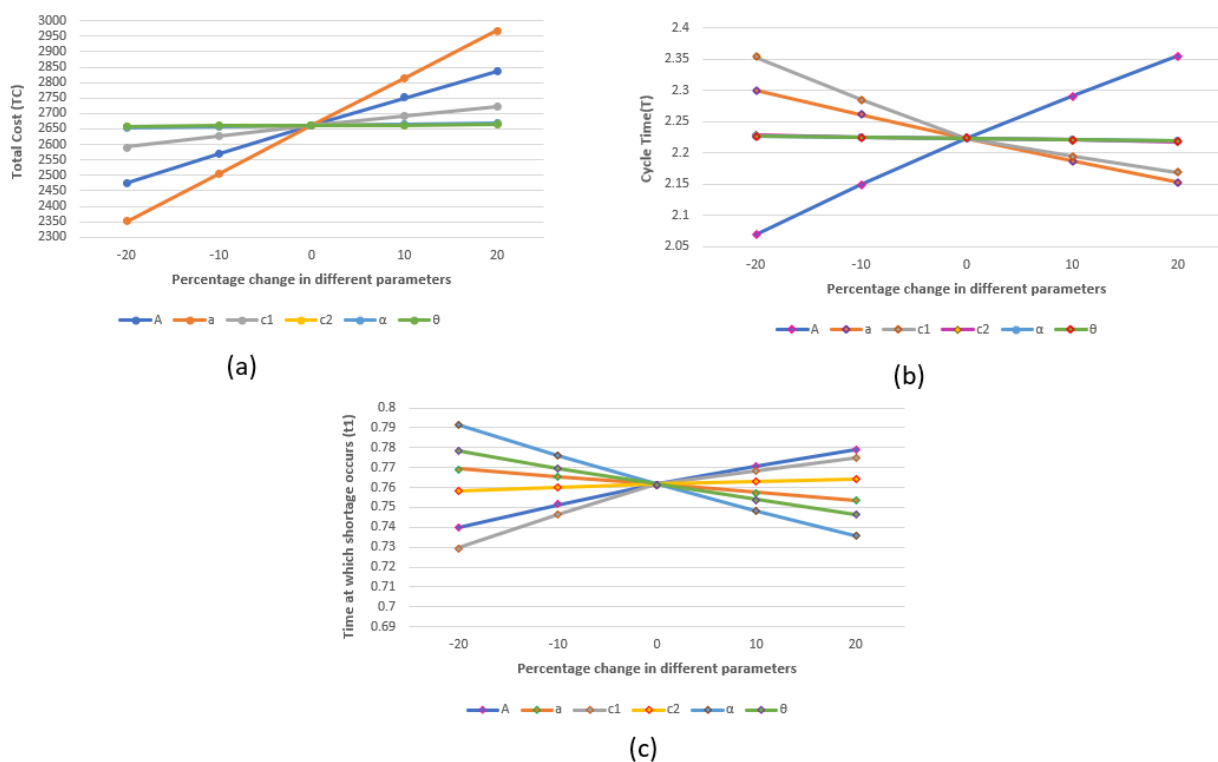 3000
2950
2900
2850
2800
2750
2700
2650
2600
2550
2500
2450
2400
2350
2300
Total Cost (TC)
-20 -10 0 10 20
Percentage change in different parameters
A a c1 c2 α θ
(a)
2.4
2.35
2.3
2.25
2.2
2.15
2.1
2.05
Cycle Time(T)
-20 -10 0 10 20
Percentage change in different parameters
A a c1 c2 α θ
(b)
0.8
0.79
0.78
0.77
0.76
0.75
0.74
0.73
0.72
0.71
0.7
0.69
Time at which shortage occurs (t1)
-20 -10 0 10 20
Percentage change in different parameters
A a c1 c2 α θ
(c)